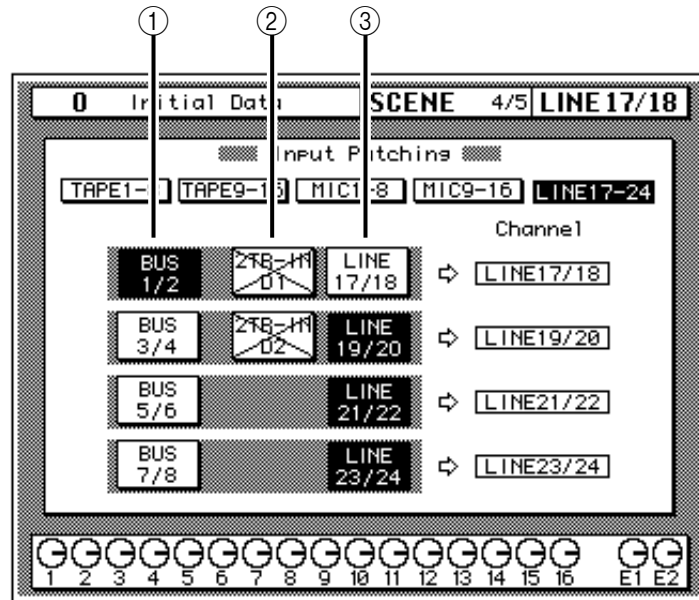 ① ② ③
0 Initial Data SCENE 4/5 LINE17/18
Input Patching
TAPE1-8 TAPE9-16 MIC1-8 MIC9-16 LINE17-24
Channel
BUS 2TR-IN LINE
1/2 D1 17/18 ⇨ LINE17/18
BUS 2TR-IN LINE
3/4 D2 19/20 ⇨ LINE19/20
BUS LINE
5/6 21/22 ⇨ LINE21/22
BUS LINE
7/8 23/24 ⇨ LINE23/24
1 2 3 4 5 6 7 8 9 10 11 12 13 14 15 16 E1 E2